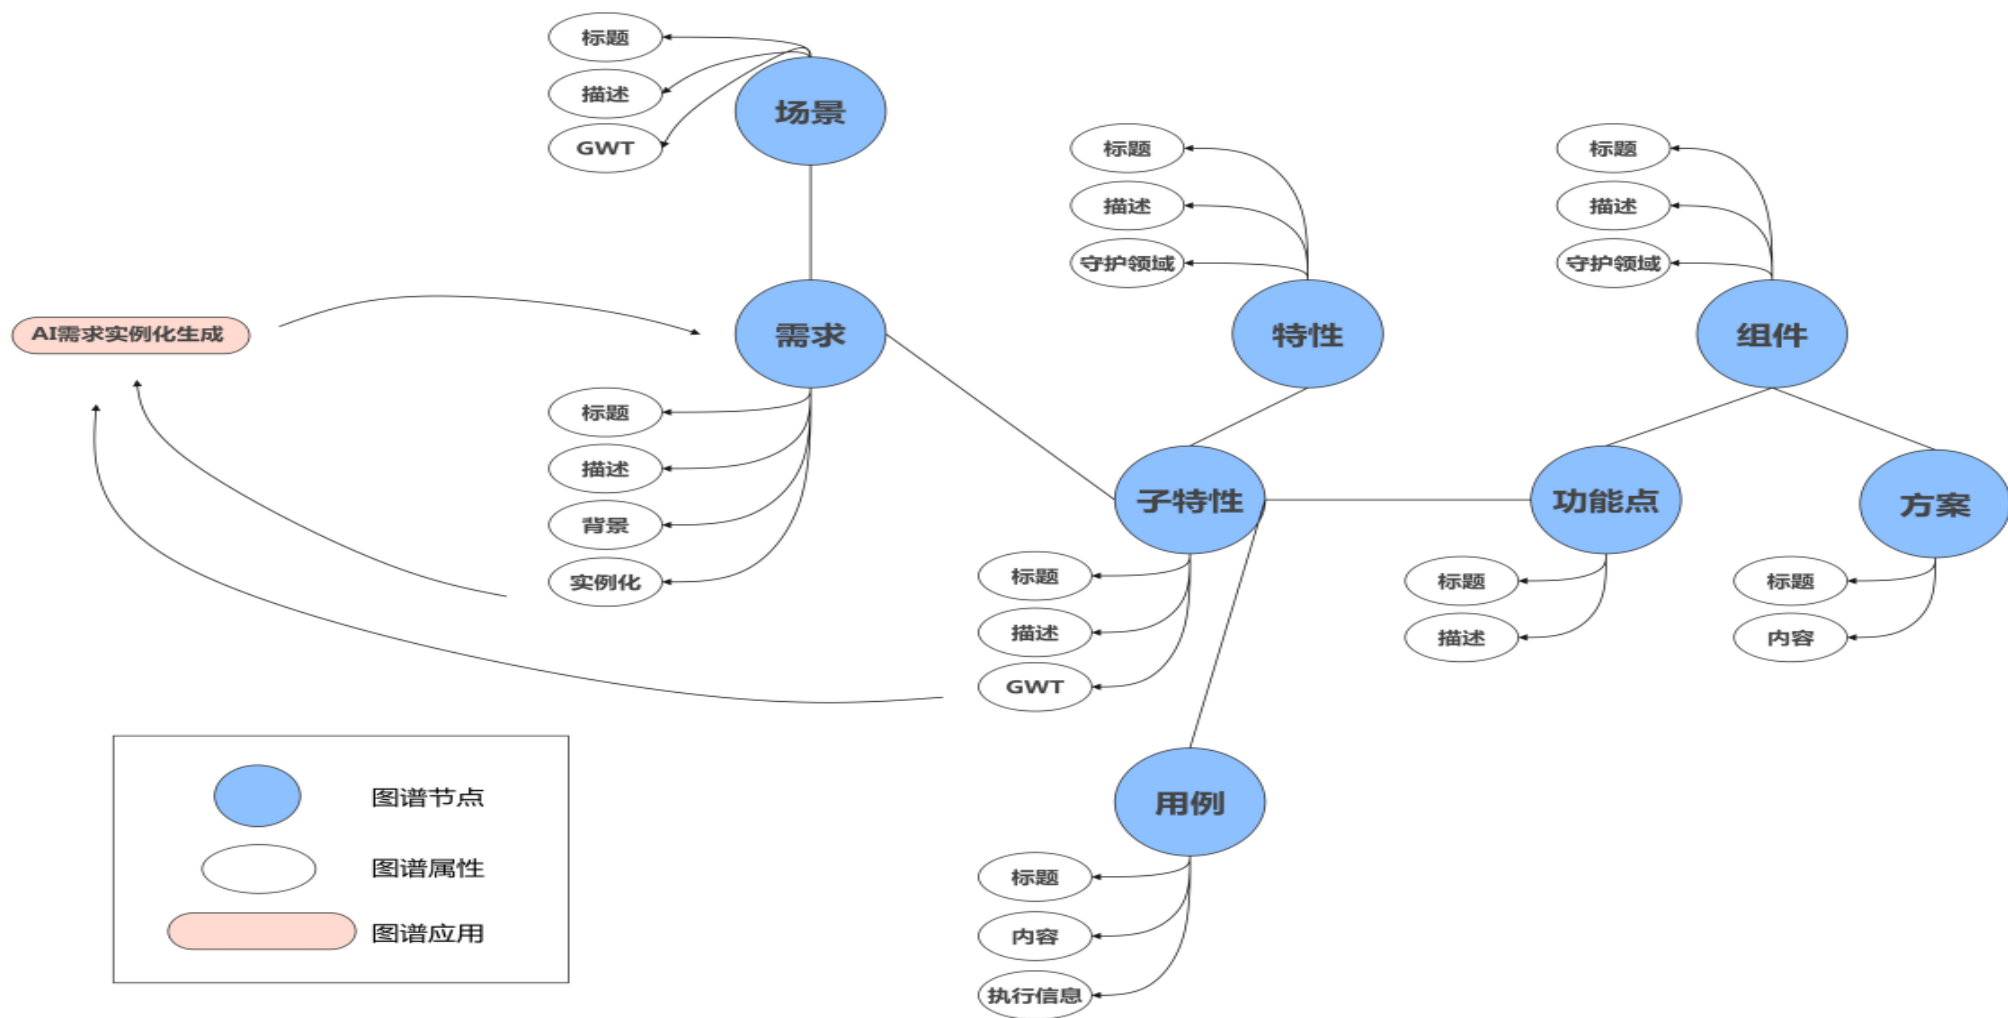 标题
描述
GWT
场景
标题
描述
守护领域
标题
描述
守护领域
AI需求实例化生成
需求
特性
组件
标题
描述
背景
实例化
子特性
功能点
方案
标题
描述
GWT
标题
描述
标题
内容
用例
标题
内容
执行信息
图谱节点
图谱属性
图谱应用